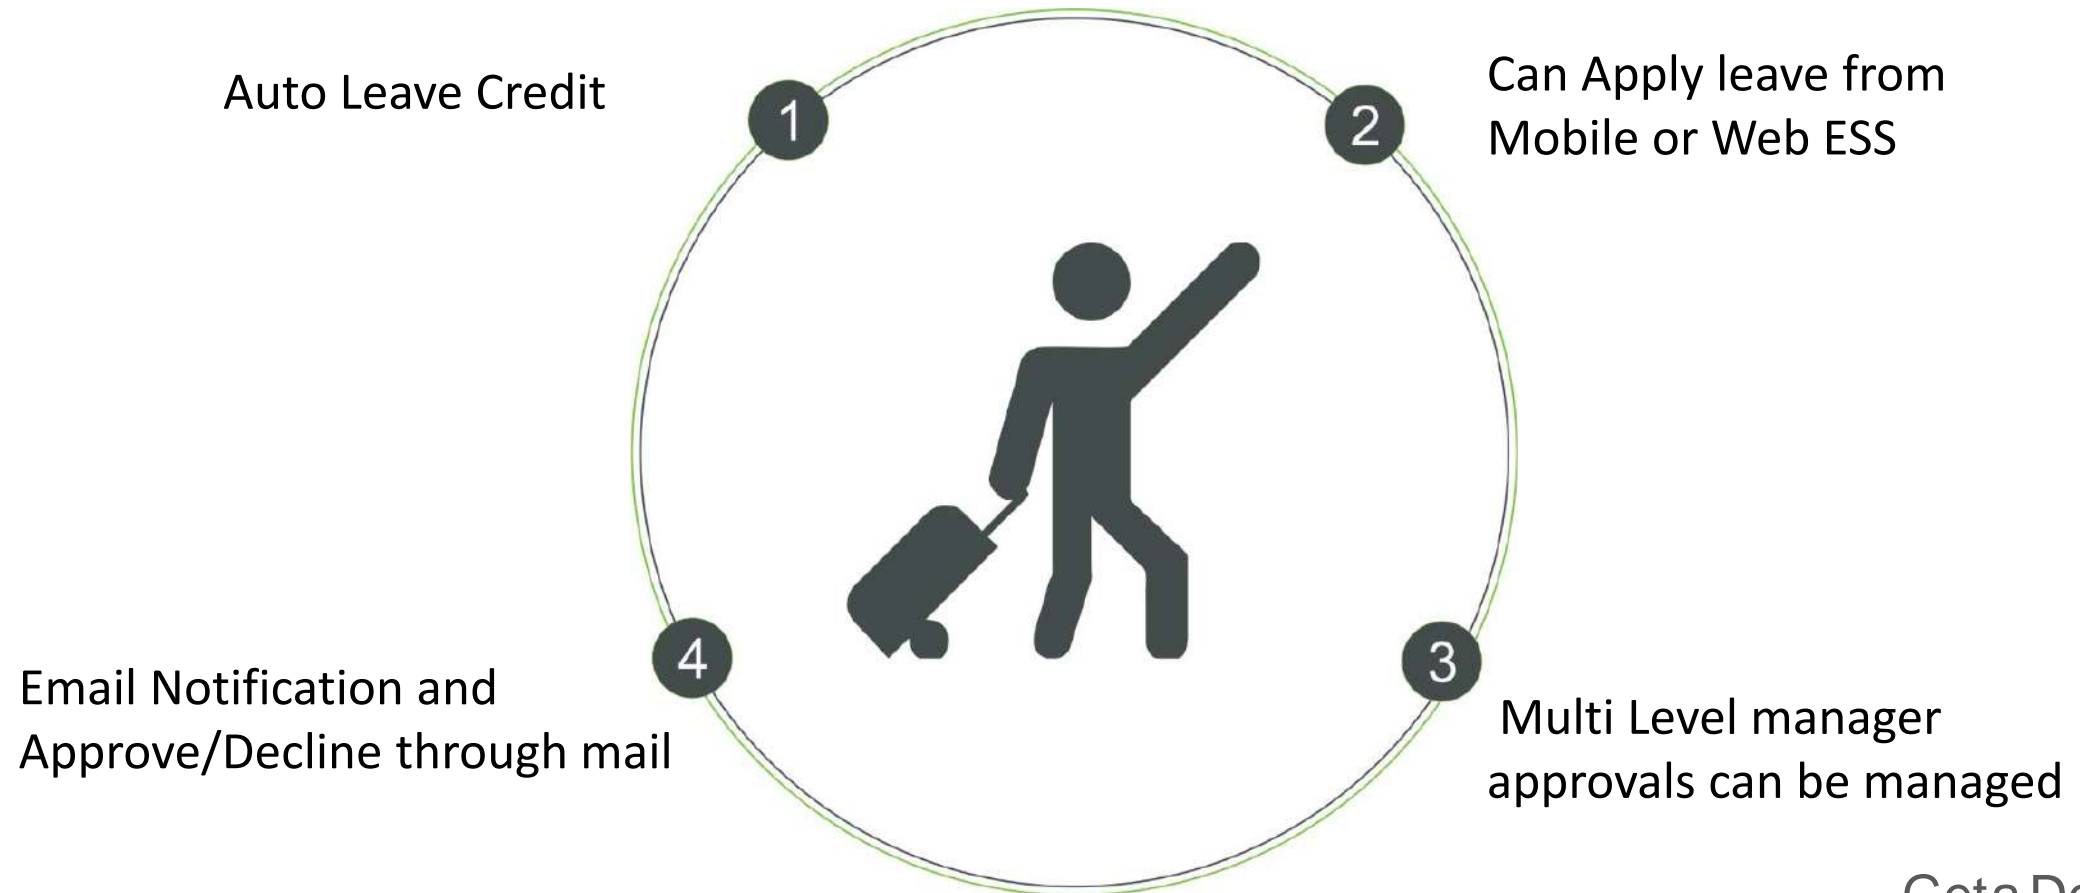 Auto Leave Credit
1
2
Can Apply leave from
Mobile or Web ESS
4
Email Notification and
Approve/Decline through mail
3
Multi Level manager
approvals can be managed